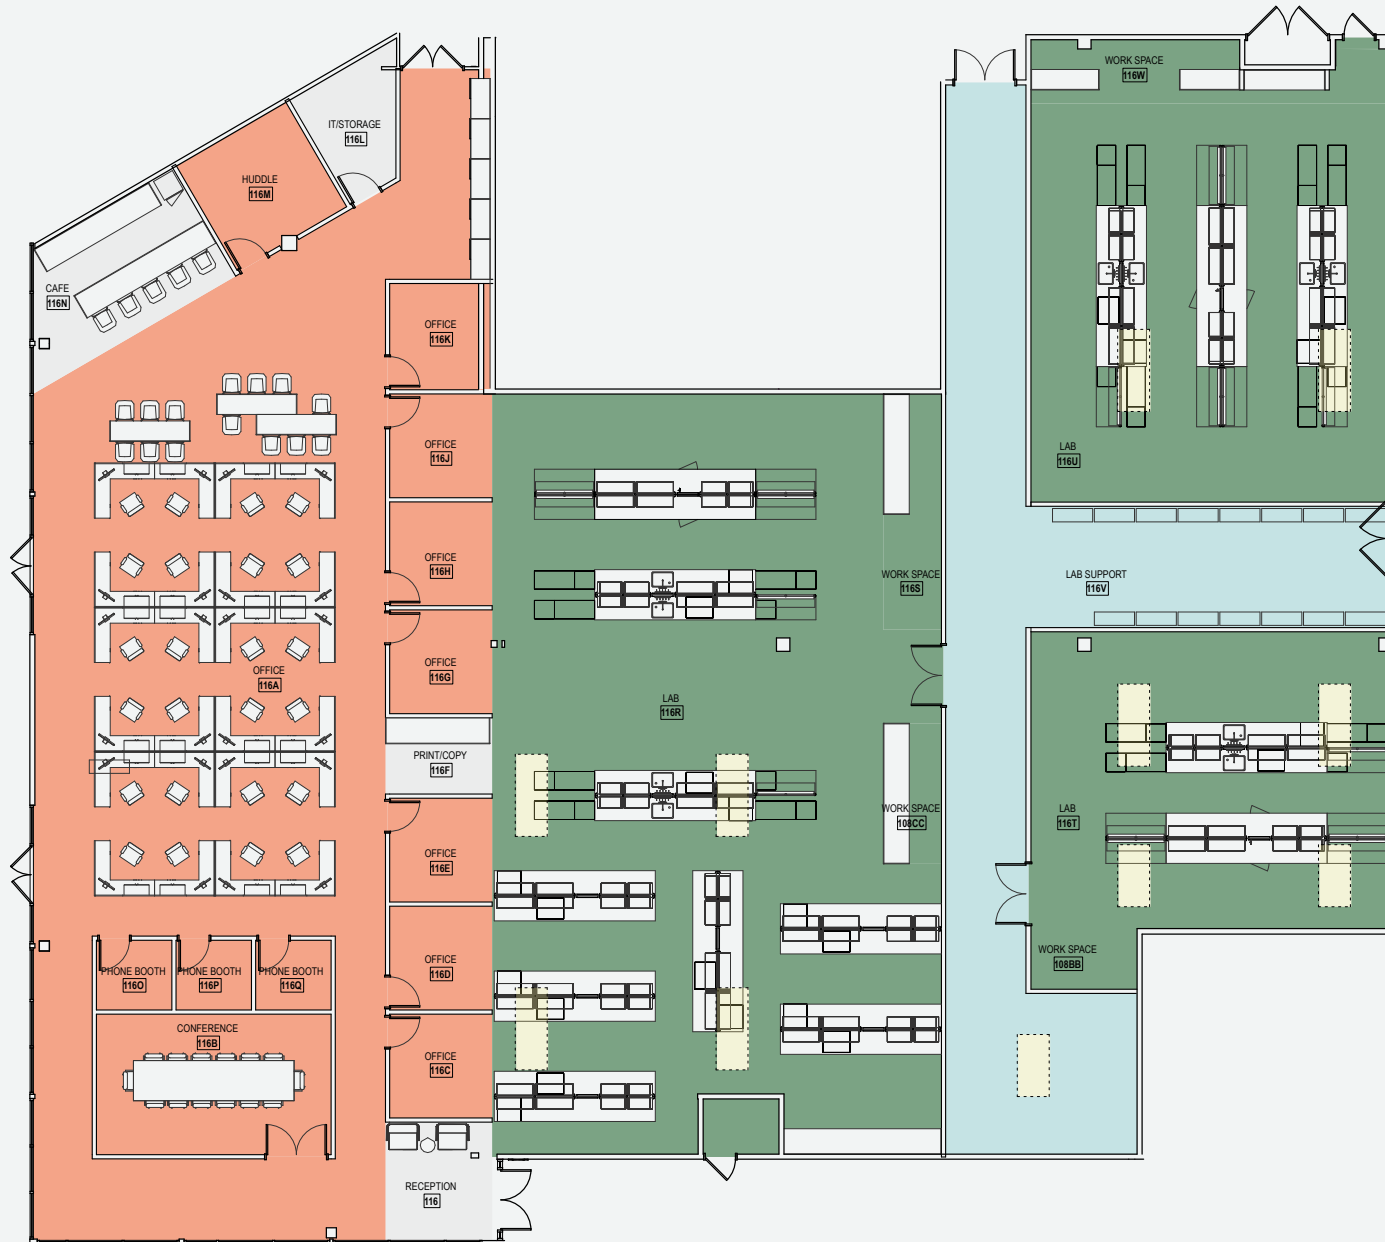 WORK SPACE
116W
IT/STORAGE
116L
HUDDLE
116M
CAFE
116N
OFFICE
116K
OFFICE
116J
LAB
116U
OFFICE
116H
WORK SPACE
116S
LAB SUPPORT
116V
OFFICE
116G
OFFICE
116A
LAB
116R
PRINT/COPY
116F
WORK SPACE
108CC
LAB
116T
OFFICE
116E
WORK SPACE
108BB
OFFICE
116D
PHONE BOOTH
116O
PHONE BOOTH
116P
PHONE BOOTH
116Q
CONFERENCE
116B
OFFICE
116C
RECEPTION
116